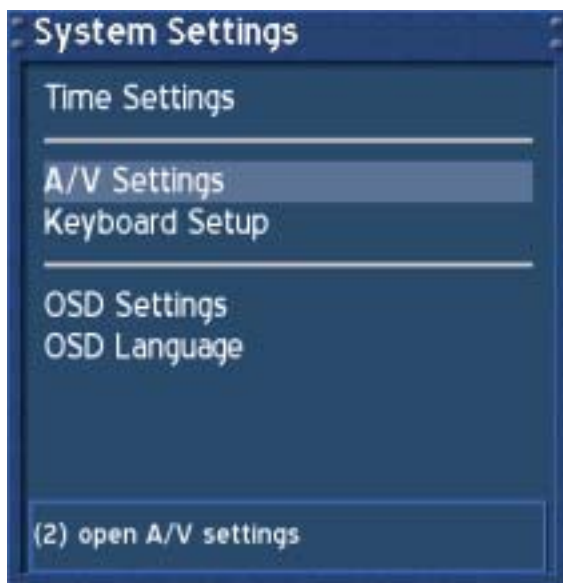 System Settings
Time Settings
A/V Settings
Keyboard Setup
OSD Settings
OSD Language
(2) open A/V settings